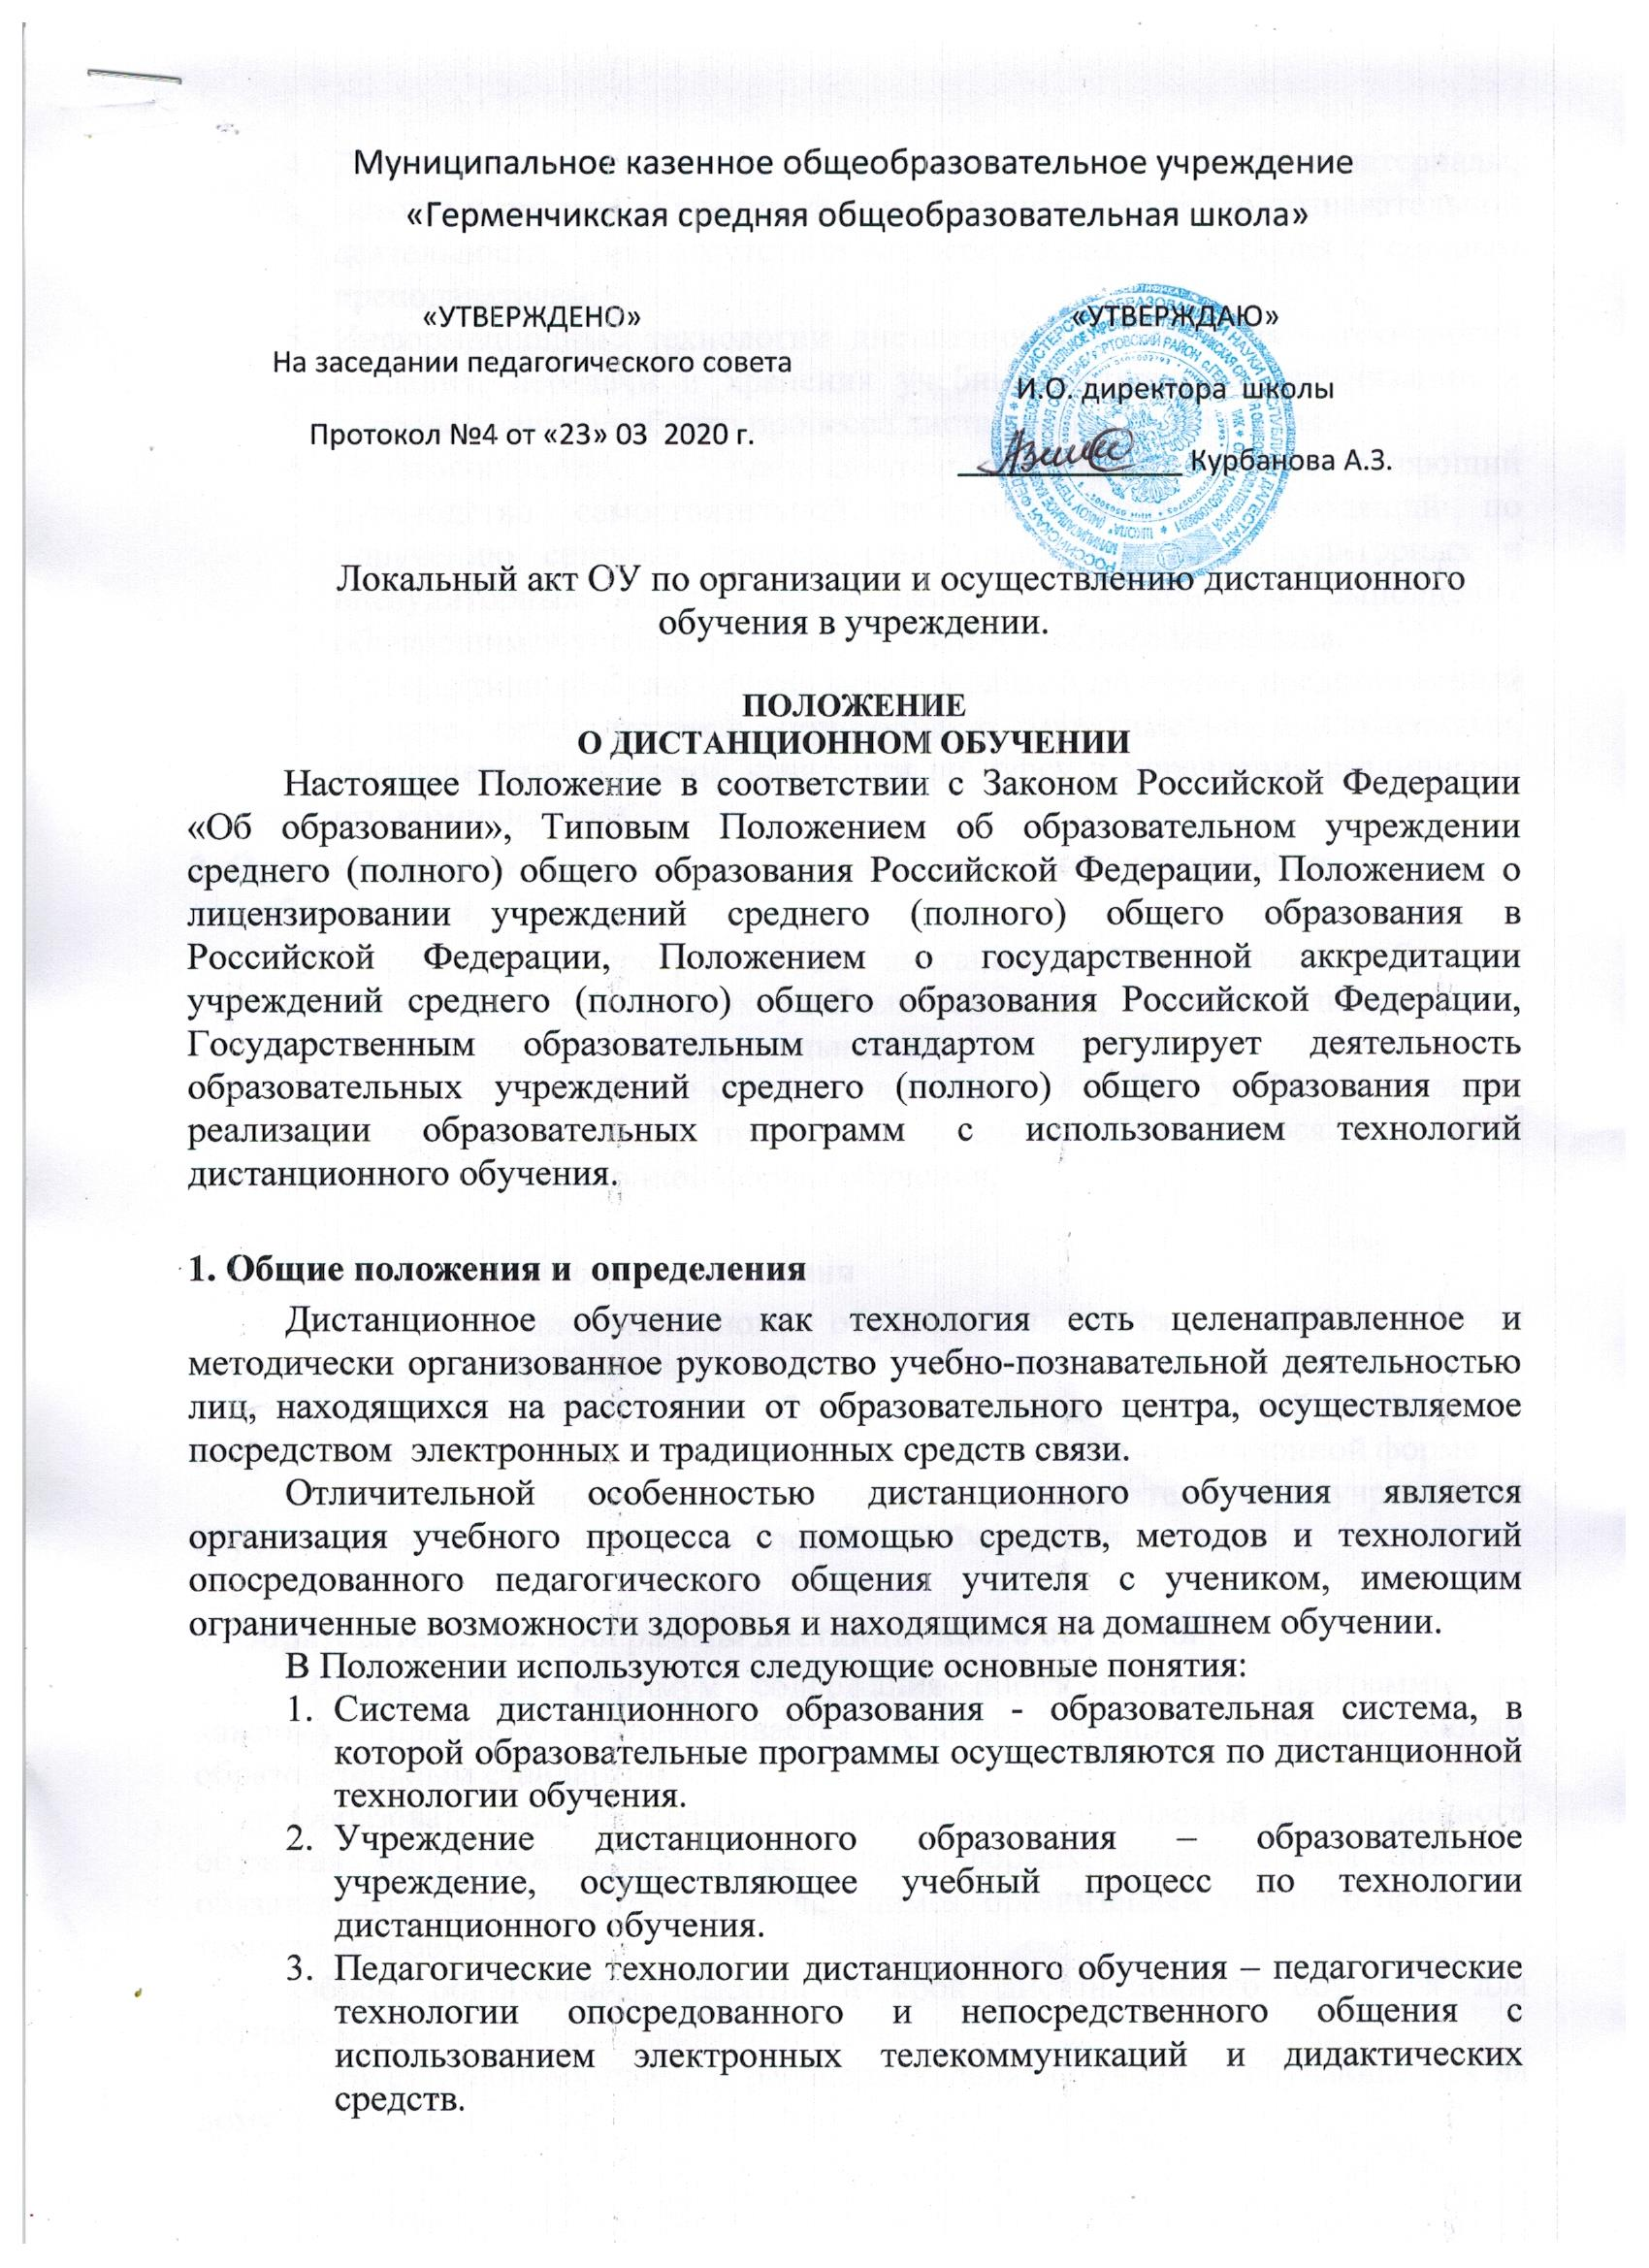 Муниципальное казенное общеобразовательное учреждение
«Герменчикская средняя общеобразовательная школа»
«УТВЕРЖДЕНО»
На заседании педагогического совета
Протокол №4 от «23» 03 2020 г.
«УТВЕРЖДАЮ»
И.О. директора школы
Курбанова А.З.
Локальный акт ОУ по организации и осуществлению дистанционного
обучения в учреждении.
ПОЛОЖЕНИЕ
О ДИСТАНЦИОННОМ ОБУЧЕНИИ
Настоящее Положение в соответствии с Законом Российской Федерации
«Об образовании», Типовым Положением об образовательном учреждении
среднего (полного) общего образования Российской Федерации, Положением о
лицензировании учреждений среднего (полного) общего образования в
Российской Федерации, Положением о государственной аккредитации
учреждений среднего (полного) общего образования Российской Федерации,
Государственным образовательным стандартом регулирует деятельность
образовательных учреждений среднего (полного) общего образования при
реализации образовательных программ с использованием технологий
дистанционного обучения.
1. Общие положения и определения
Дистанционное обучение как технология есть целенаправленное и
методически организованное руководство учебно-познавательной деятельностью
лиц, находящихся на расстоянии от образовательного центра, осуществляемое
посредством электронных и традиционных средств связи.
Отличительной особенностью дистанционного обучения является
организация учебного процесса с помощью средств, методов и технологий
опосредованного педагогического общения учителя с учеником, имеющим
ограниченные возможности здоровья и находящимся на домашнем обучении.
В Положении используются следующие основные понятия:
1. Система дистанционного образования - образовательная система, в
которой образовательные программы осуществляются по дистанционной
технологии обучения.
2. Учреждение дистанционного образования – образовательное
учреждение, осуществляющее учебный процесс по технологии
дистанционного обучения.
3. Педагогические технологии дистанционного обучения – педагогические
технологии опосредованного и непосредственного общения с
использованием электронных телекоммуникаций и дидактических
средств.